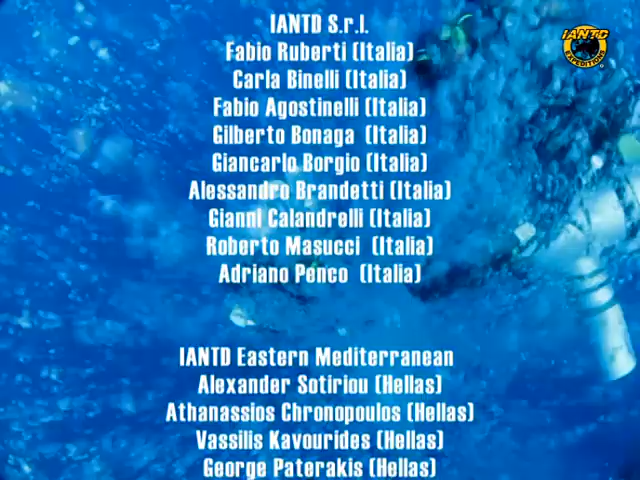 IANTD S.r.l.
Fabio Ruberti (Italia)
Carla Binelli (Italia)
Fabio Agostinelli (Italia)
Gilberto Bonaga (Italia)
Giancarlo Borgio (Italia)
Alessandro Brandetti (Italia)
Gianni Calandrelli (Italia)
Roberto Masucci (Italia)
Adriano Penco (Italia)
IANTD Eastern Mediterranean
Alexander Sotiriou (Hellas)
Athanassios Chronopoulos (Hellas)
Vassilis Kavourides (Hellas)
George Paterakis (Hellas)
IANTD
EXPEDITIONS